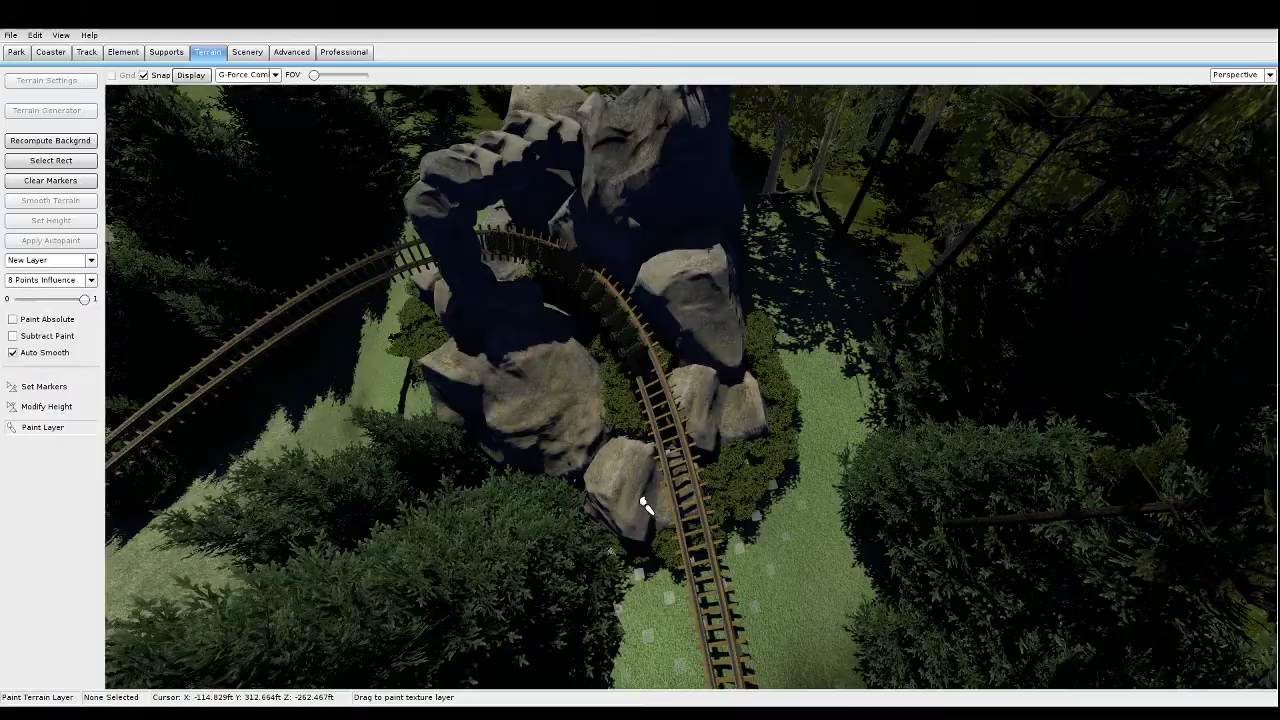 File Edit View Help
Park Coaster Track Element Supports Terrain Scenery Advanced Professional
Terrain Settings
Grid Snap Display G-Force Com FOV Perspective
Terrain Generator
Recompute Backgrnd
Select Rect
Clear Markers
Smooth Terrain
Set Height
Apply Autopaint
New Layer
8 Points Influence
0 1
Paint Absolute
Subtract Paint
Auto Smooth
Set Markers
Modify Height
Paint Layer
Paint Terrain Layer None Selected Cursor: X: -114.829ft Y: 312.664ft Z: -262.467ft Drag to paint texture layer